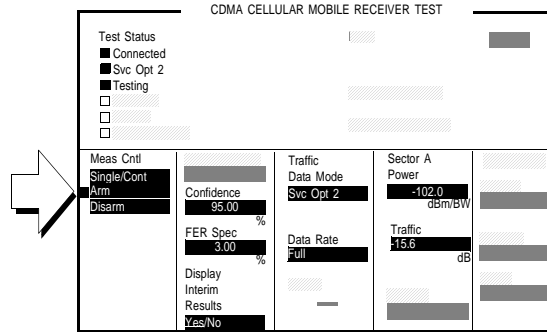 CDMA CELLULAR MOBILE RECEIVER TEST
Test Status
Connected
Svc Opt 2
Testing
Meas Cntl
Single/Cont
Arm
Disarm
Confidence
95.00
%
FER Spec
3.00
%
Display
Interim
Results
Yes/No
Traffic
Data Mode
Svc Opt 2
Data Rate
Full
Sector A
Power
-102.0
dBm/BW
Traffic
-15.6
dB